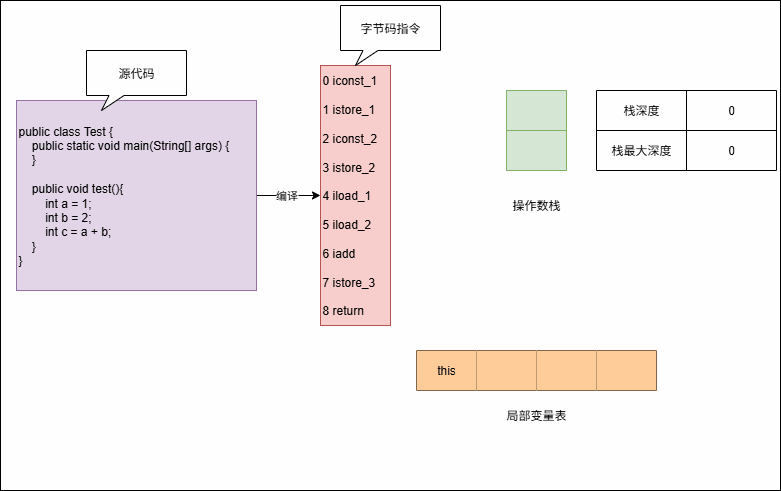 字节码指令
源代码
public class Test {
public static void main(String[] args) {
}
public void test(){
int a = 1;
int b = 2;
int c = a + b;
}
}
编译
0 iconst_1
1 istore_1
2 iconst_2
3 istore_2
4 iload_1
5 iload_2
6 iadd
7 istore_3
8 return
操作数栈
栈深度 0
栈最大深度 0
this
局部变量表